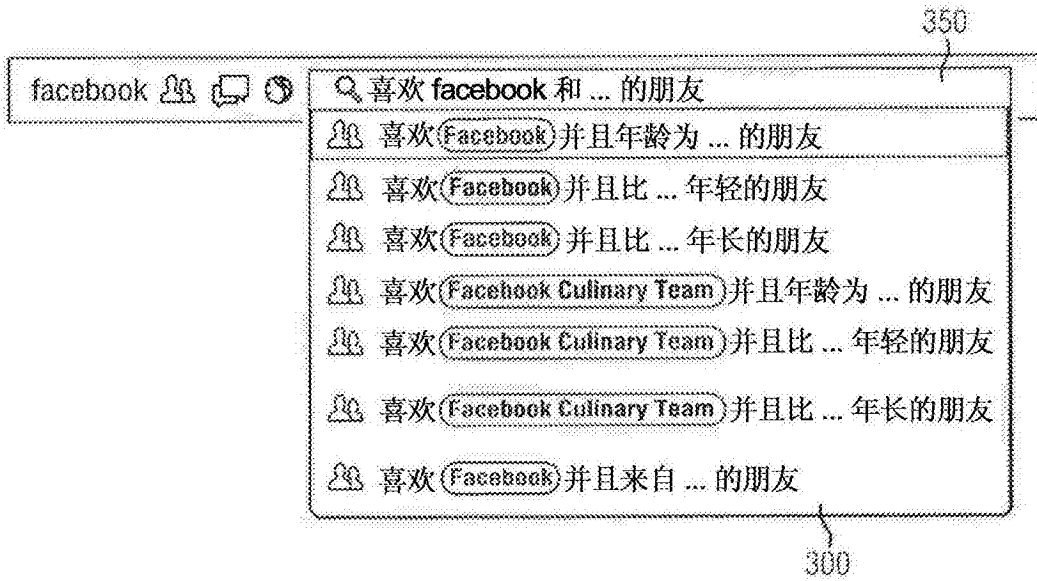 350
facebook 喜欢 facebook 和 ... 的朋友
喜欢 Facebook 并且年龄为 ... 的朋友
喜欢 Facebook 并且比 ... 年轻的朋友
喜欢 Facebook 并且比 ... 年长的朋友
喜欢 Facebook Culinary Team 并且年龄为 ... 的朋友
喜欢 Facebook Culinary Team 并且比 ... 年轻的朋友
喜欢 Facebook Culinary Team 并且比 ... 年长的朋友
喜欢 Facebook 并且来自 ... 的朋友
300